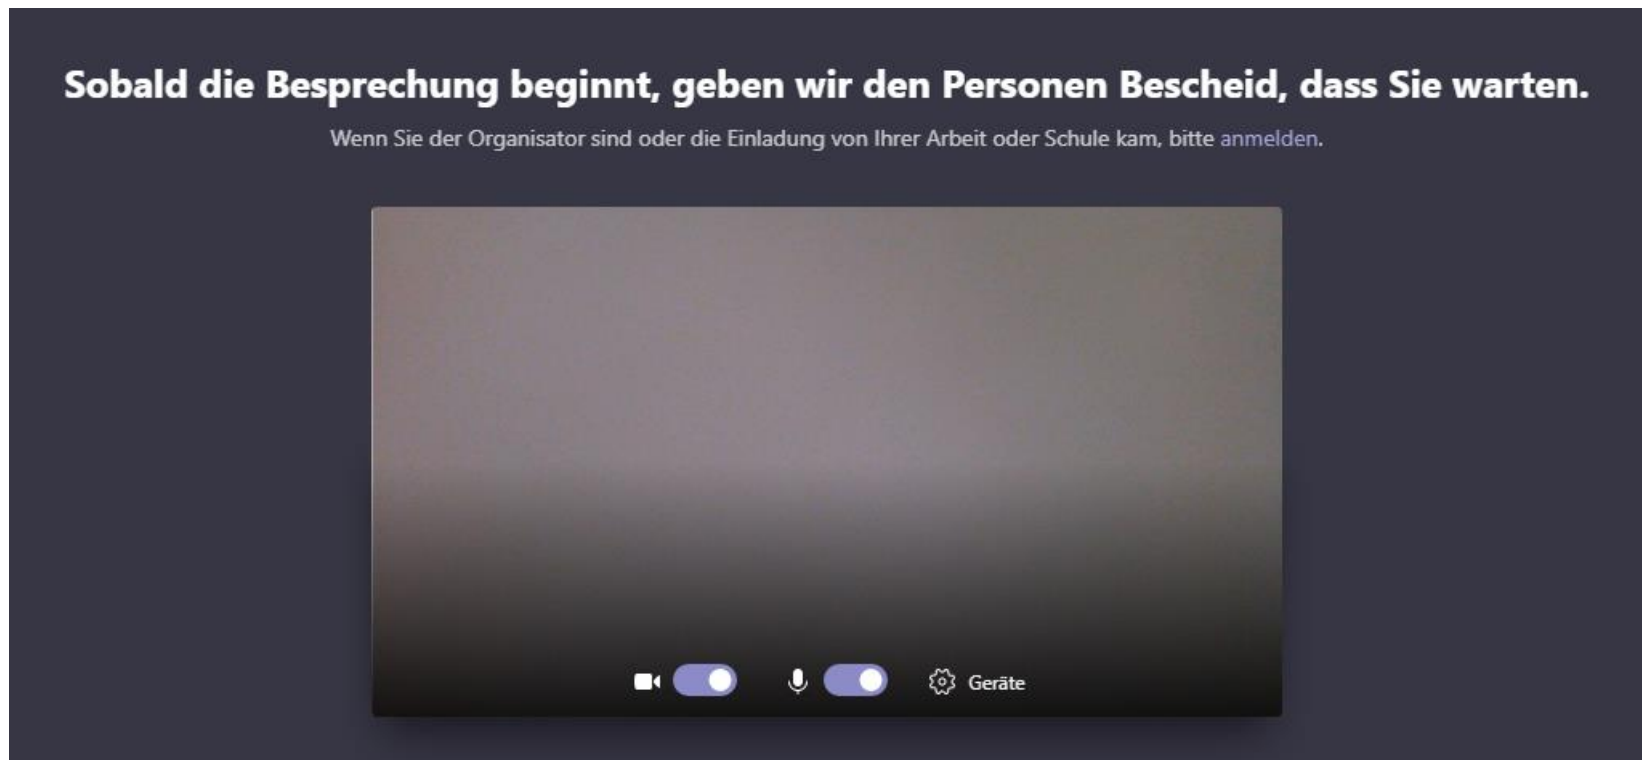 Sobald die Besprechung beginnt, geben wir den Personen Bescheid, dass Sie warten.
Wenn Sie der Organisator sind oder die Einladung von Ihrer Arbeit oder Schule kam, bitte anmelden.
Geräte